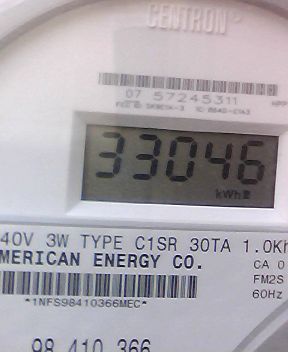 CENTRON
07 57245311
33046
kWh
40V 3W TYPE C1SR 30TA 1.0Kh
MERICAN ENERGY CO.
CA 0
FM2S
60Hz
*1NFS98410366MEC*
98 410 366